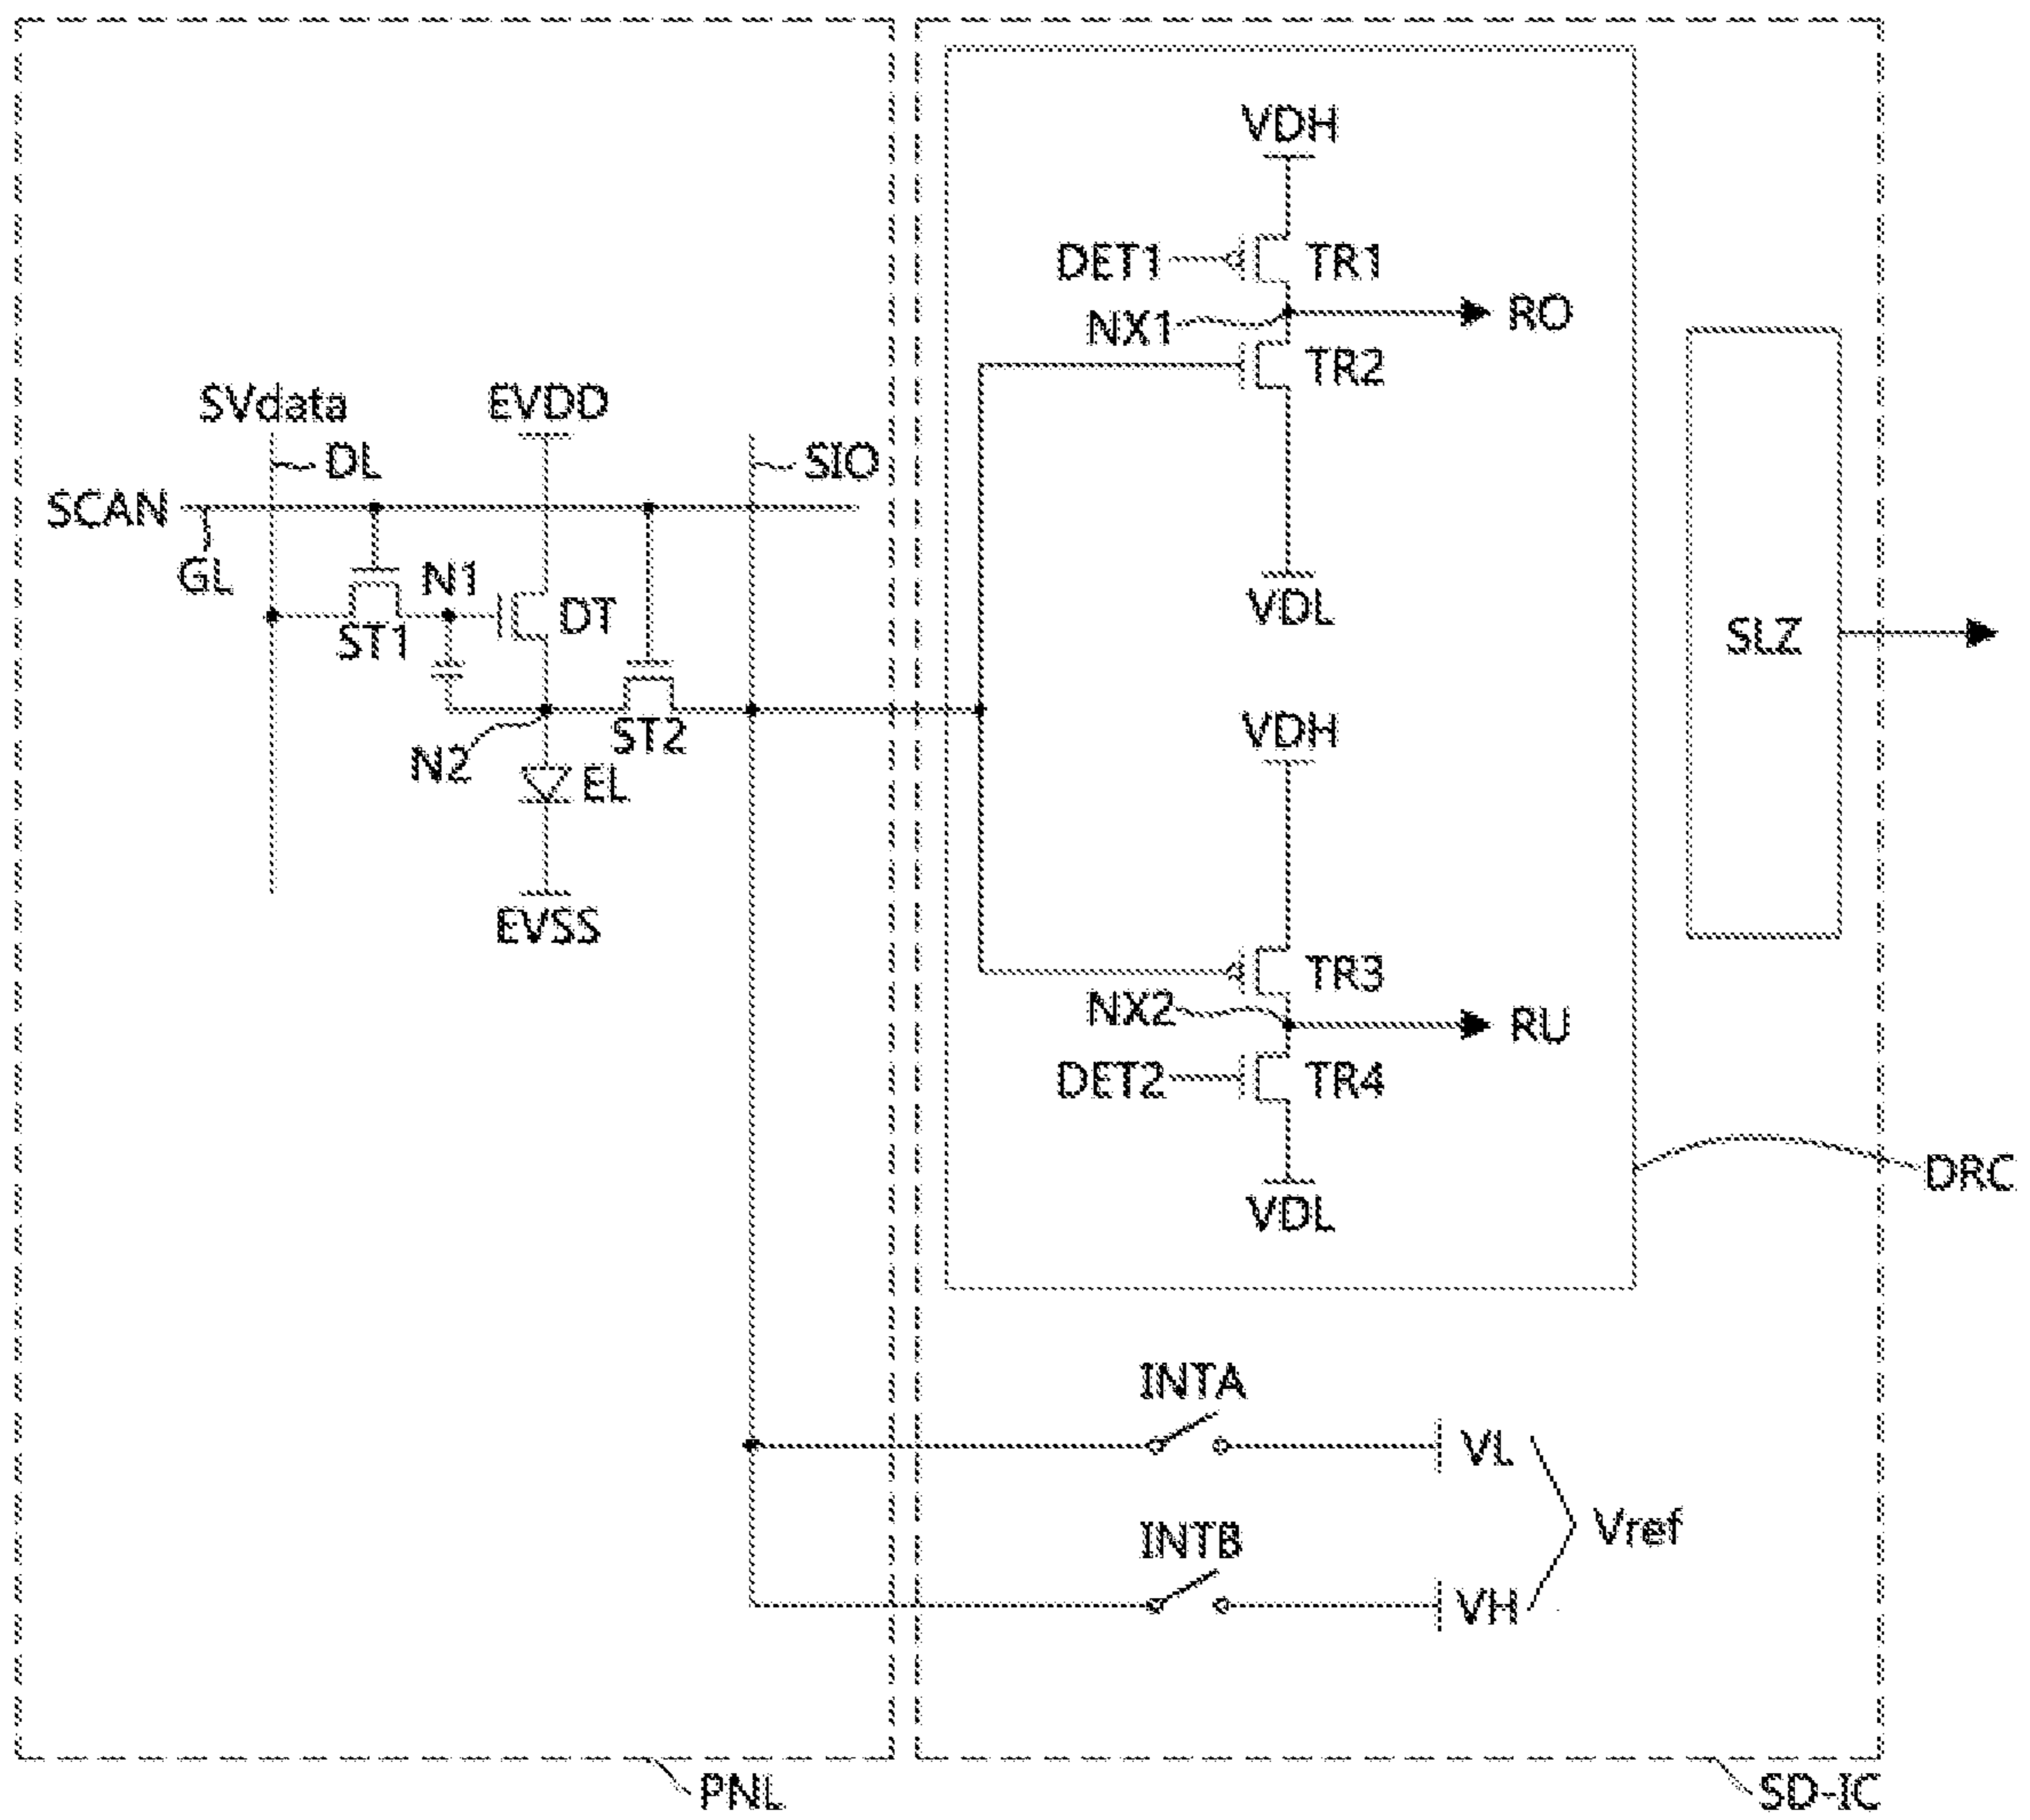 VDH
DET1
TR1
NX1
RO
TR2
SVdata
EVDD
DL
SIO
SCAN
GL
N1
DT
ST1
VDL
SLZ
ST2
N2
EL
VDH
EVSS
TR3
NX2
RU
DET2
TR4
DRC
VDL
INTA
VL
Vref
INTB
VH
PNL
SD-IC